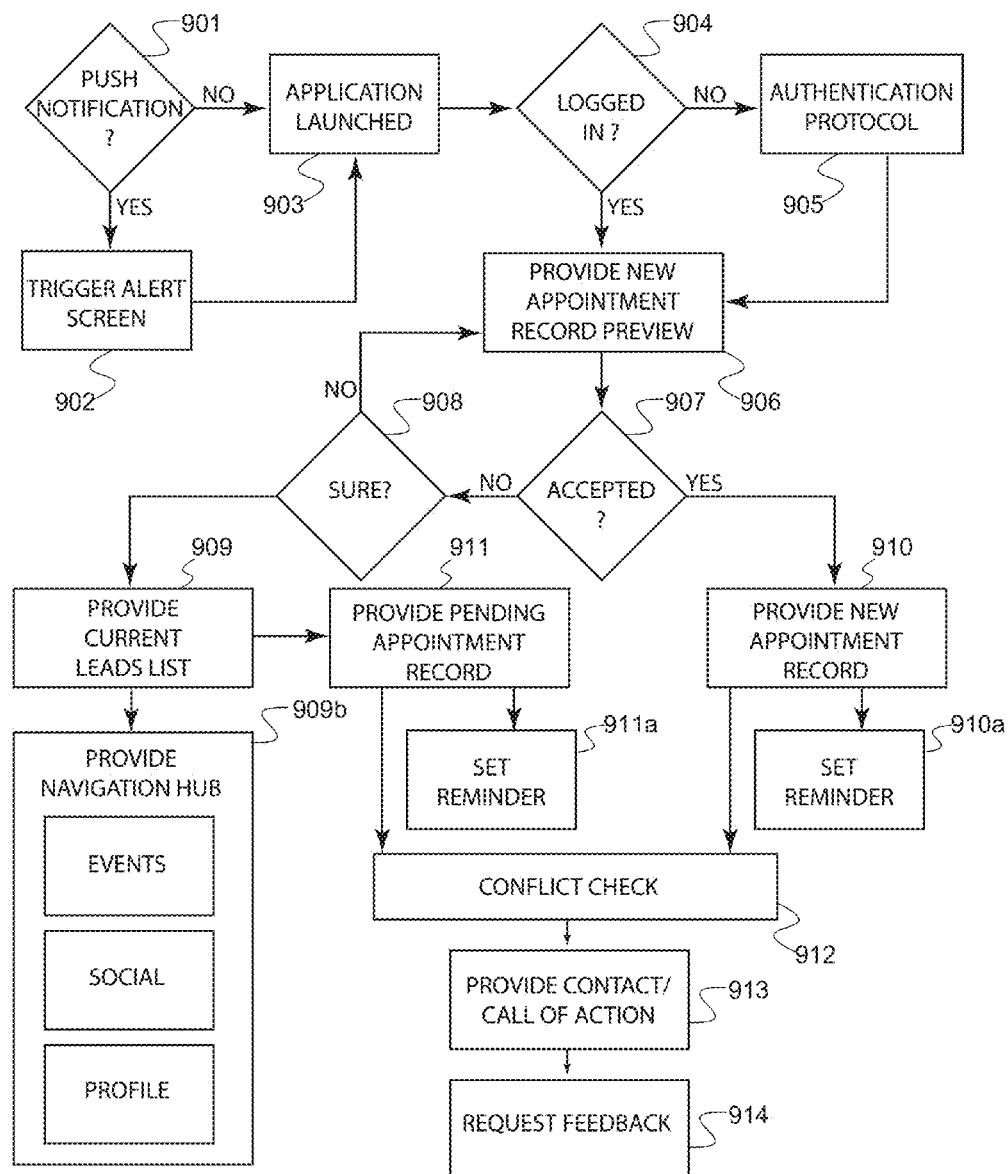 901
PUSH
NOTIFICATION
?
NO
YES
APPLICATION
LAUNCHED
903
904
LOGGED
IN ?
NO
YES
AUTHENTICATION
PROTOCOL
905
TRIGGER ALERT
SCREEN
902
PROVIDE NEW
APPOINTMENT
RECORD PREVIEW
906
NO
908
SURE?
NO
907
ACCEPTED
?
YES
909
PROVIDE
CURRENT
LEADS LIST
911
PROVIDE PENDING
APPOINTMENT
RECORD
910
PROVIDE NEW
APPOINTMENT
RECORD
909b
PROVIDE
NAVIGATION HUB
EVENTS
SOCIAL
PROFILE
911a
SET
REMINDER
910a
SET
REMINDER
CONFLICT CHECK
912
PROVIDE CONTACT/
CALL OF ACTION
913
REQUEST FEEDBACK
914